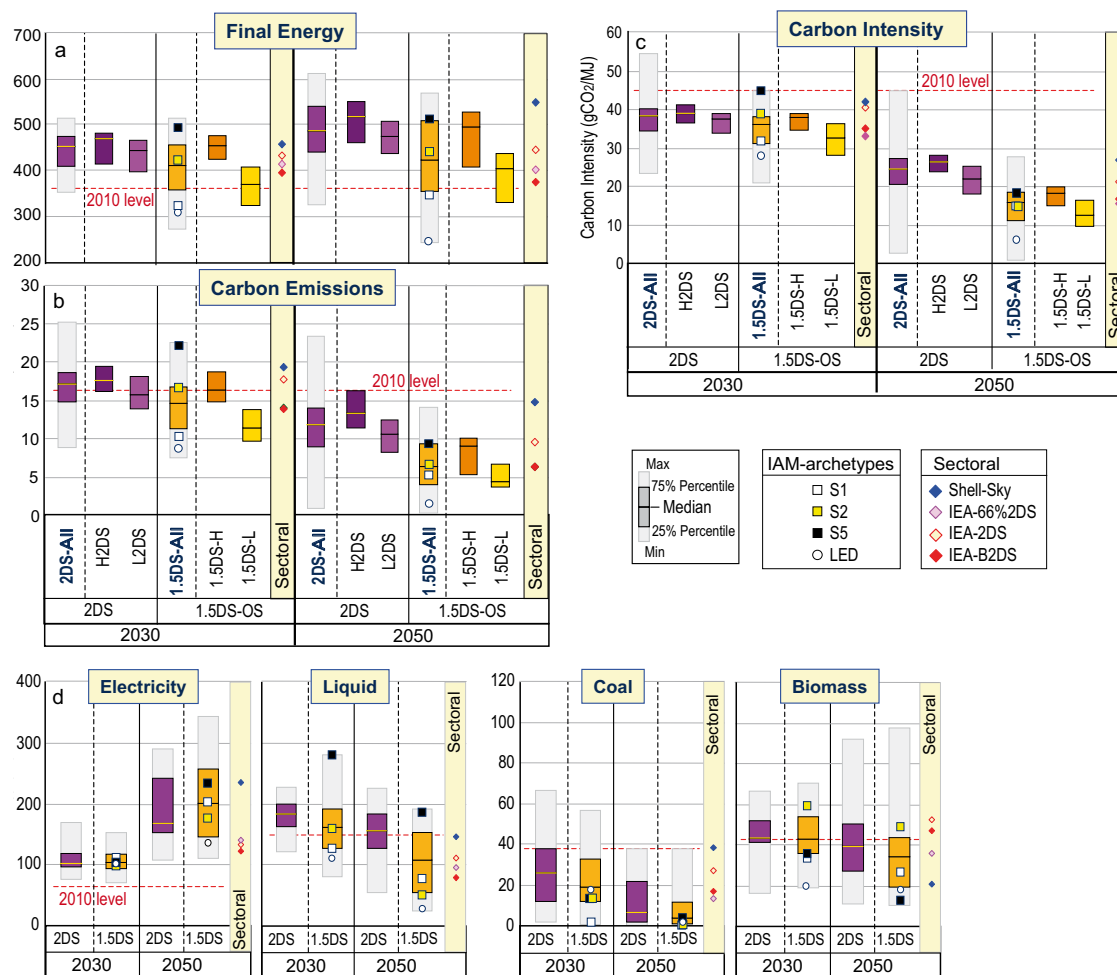 a
Final Energy
700
600
500
400
300
200
2010 level
b
Carbon Emissions
30
25
20
15
10
5
0
2010 level
2DS-All
H2DS
L2DS
1.5DS-All
1.5DS-H
1.5DS-L
Sectoral
2DS-All
H2DS
L2DS
1.5DS-All
1.5DS-H
1.5DS-L
Sectoral
2DS
1.5DS-OS
2DS
1.5DS-OS
2030
2050
c
Carbon Intensity
Carbon Intensity (gCO2/MJ)
60
50
40
30
20
10
0
2010 level
2DS-All
H2DS
L2DS
1.5DS-All
1.5DS-H
1.5DS-L
Sectoral
2DS-All
H2DS
L2DS
1.5DS-All
1.5DS-H
1.5DS-L
Sectoral
2DS
1.5DS-OS
2DS
1.5DS-OS
2030
2050
Max
75% Percentile
Median
25% Percentile
Min
IAM-archetypes
S1
S2
S5
LED
Sectoral
Shell-Sky
IEA-66%2DS
IEA-2DS
IEA-B2DS
d
Electricity
400
300
200
100
0
2010 level
2DS
1.5DS
2DS
1.5DS
2030
2050
Sectoral
Liquid
2DS
1.5DS
2DS
1.5DS
2030
2050
Sectoral
Coal
120
100
80
60
40
20
0
2DS
1.5DS
2DS
1.5DS
2030
2050
Sectoral
Biomass
2DS
1.5DS
2DS
1.5DS
2030
2050
Sectoral